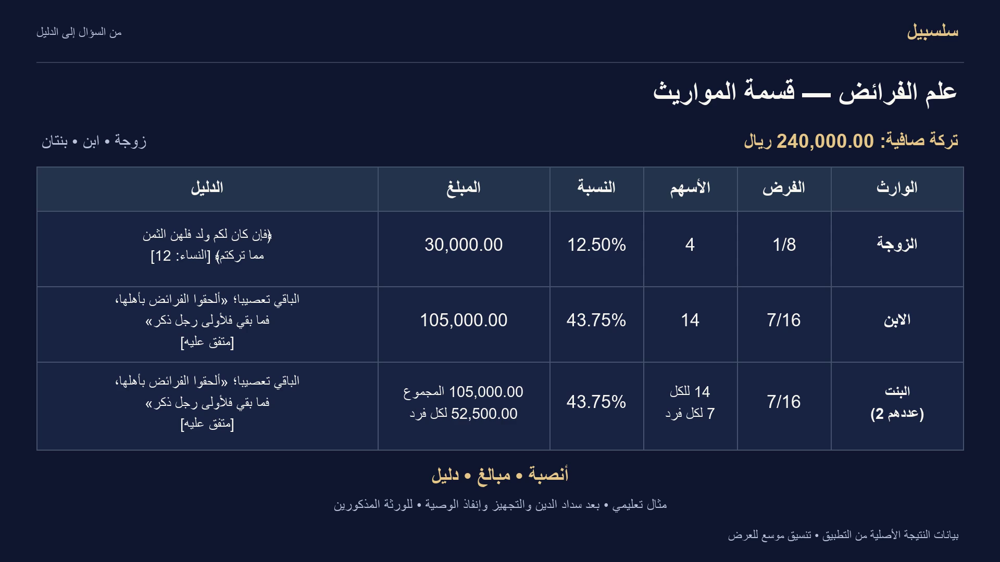 سلسبيل
من السؤال إلى الدليل
علم الفرائض — قسمة المواريث
تركة صافية: 240,000.00 ريال
زوجة • ابن • بنتان
الوارث
الفرض
الأسهم
النسبة
المبلغ
الدليل
الزوجة
1/8
4
12.50%
30,000.00
﴿فإن كان لكم ولد فلهن الثمن
مما تركتم﴾ [النساء: 12]
الابن
7/16
14
43.75%
105,000.00
الباقي تعصيبا؛ «ألحقوا الفرائض بأهلها،
فما بقي فلأولى رجل ذكر»
[متفق عليه]
البنت
(عددهم 2)
7/16
14 للكل
7 لكل فرد
43.75%
105,000.00 المجموع
52,500.00 لكل فرد
الباقي تعصيبا؛ «ألحقوا الفرائض بأهلها،
فما بقي فلأولى رجل ذكر»
[متفق عليه]
أنصبة • مبالغ • دليل
مثال تعليمي • بعد سداد الدين والتجهيز وإنفاذ الوصية • للورثة المذكورين
بيانات النتيجة الأصلية من التطبيق • تنسيق موسع للعرض